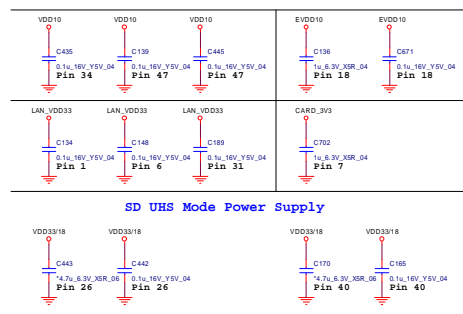 VDD10 VDD10 VDD10 EVDD10 EVDD10
C435 C139 C445 C136 C671
0.1u_16V_Y5V_04 0.1u_16V_Y5V_04 0.1u_16V_Y5V_04 1u_6.3V_X5R_04 0.1u_16V_Y5V_04
Pin 34 Pin 47 Pin 47 Pin 18 Pin 18
LAN_VDD33 LAN_VDD33 LAN_VDD33 CARD_3V3
C134 C148 C189 C702
0.1u_16V_Y5V_04 0.1u_16V_Y5V_04 0.1u_16V_Y5V_04 1u_6.3V_X5R_04
Pin 1 Pin 6 Pin 31 Pin 7
SD UHS Mode Power Supply
VDD33/18 VDD33/18 VDD33/18 VDD33/18
C443 C442 C170 C165
*4.7u_6.3V_X5R_06 0.1u_16V_Y5V_04 *4.7u_6.3V_X5R_06 0.1u_16V_Y5V_04
Pin 26 Pin 26 Pin 40 Pin 40